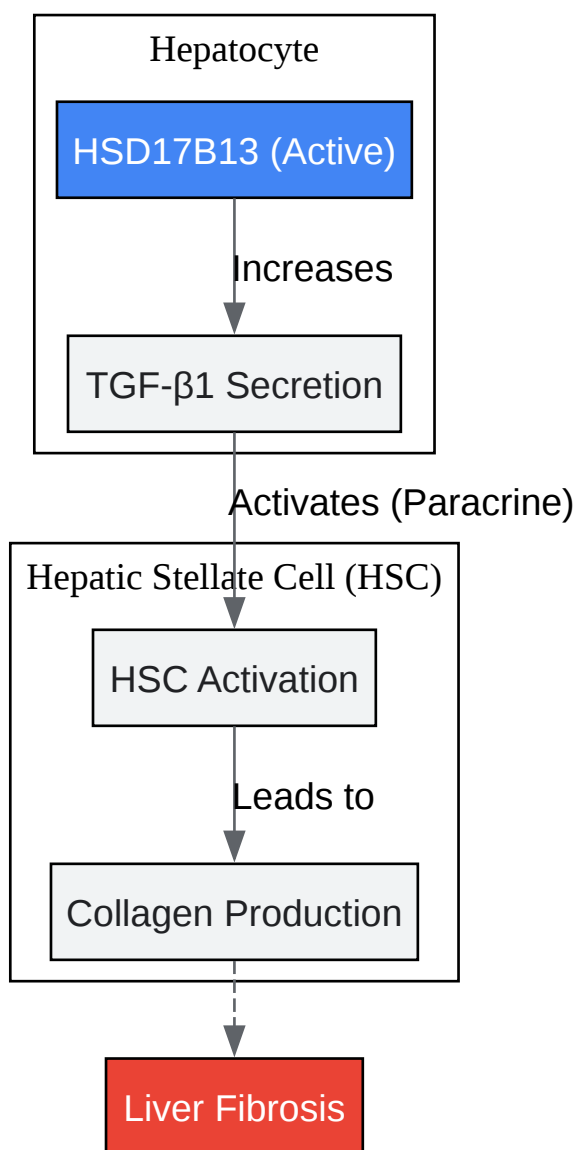 Hepatocyte
HSD17B13 (Active)
Increases
TGF-β1 Secretion
Activates (Paracrine)
Hepatic Stellate Cell (HSC)
HSC Activation
Leads to
Collagen Production
Liver Fibrosis